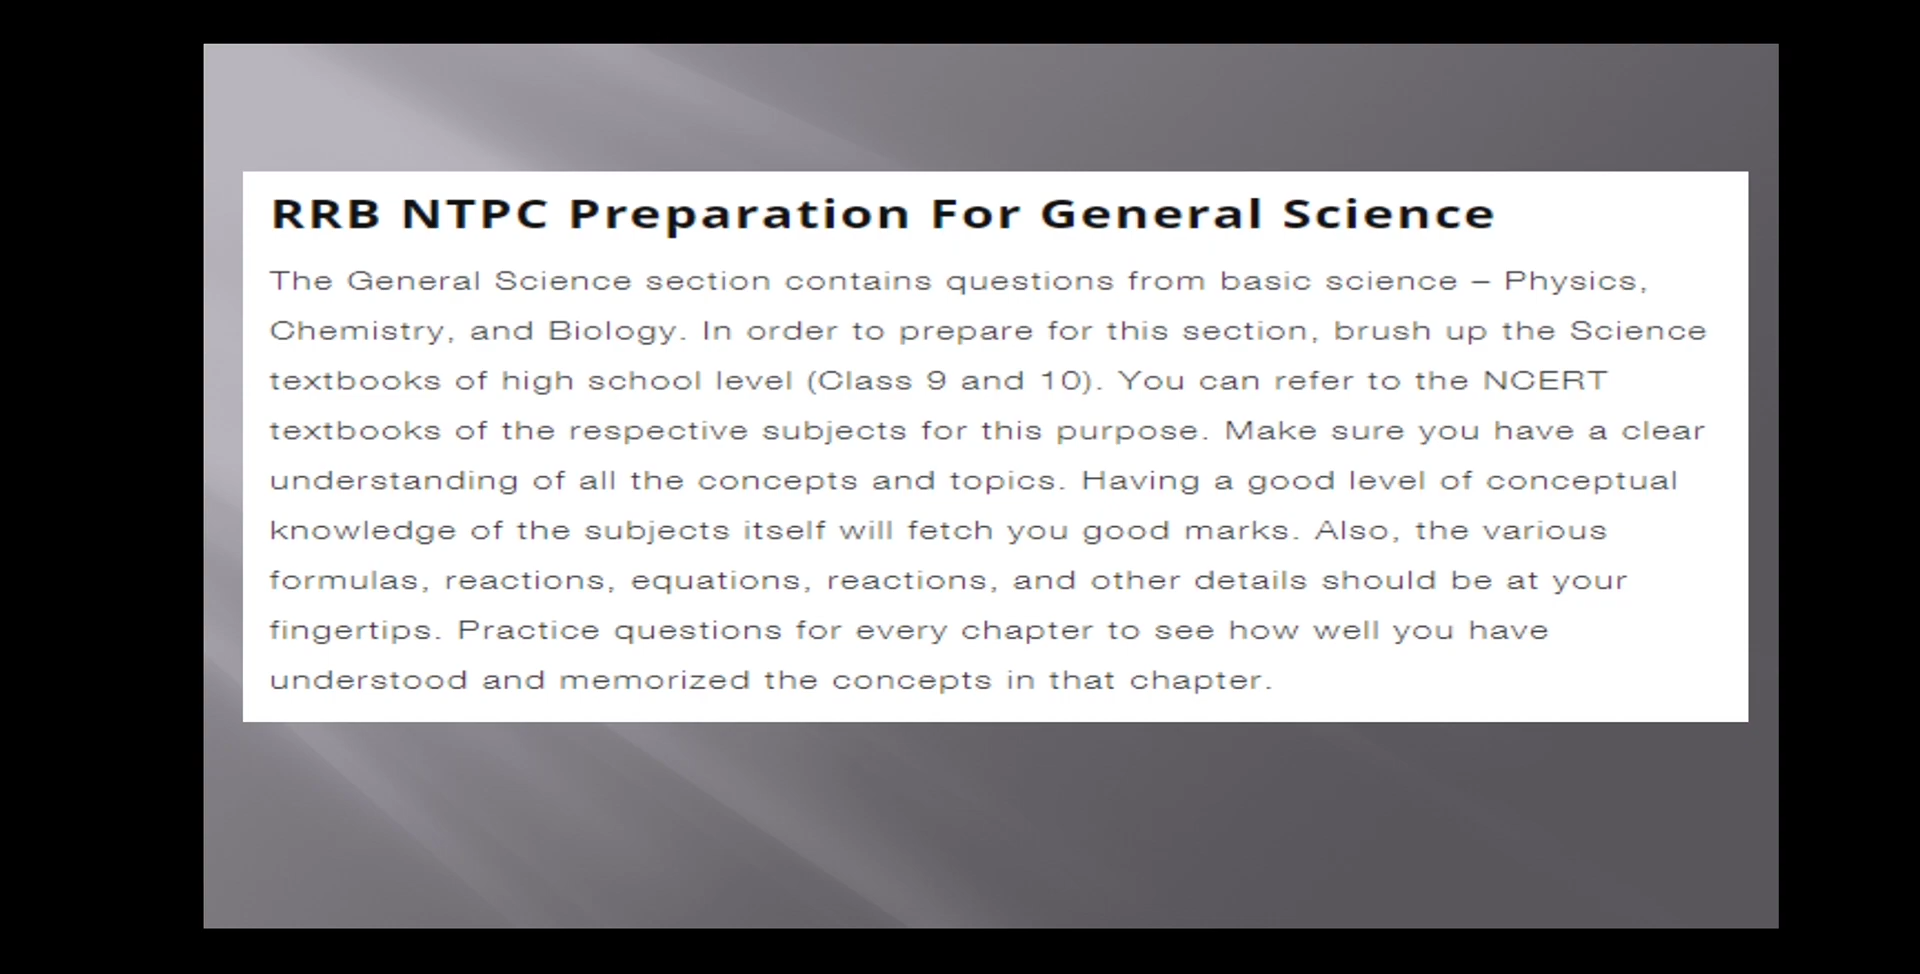 RRB NTPC Preparation For General Science
The General Science section contains questions from basic science – Physics,
Chemistry, and Biology. In order to prepare for this section, brush up the Science
textbooks of high school level (Class 9 and 10). You can refer to the NCERT
textbooks of the respective subjects for this purpose. Make sure you have a clear
understanding of all the concepts and topics. Having a good level of conceptual
knowledge of the subjects itself will fetch you good marks. Also, the various
formulas, reactions, equations, reactions, and other details should be at your
fingertips. Practice questions for every chapter to see how well you have
understood and memorized the concepts in that chapter.